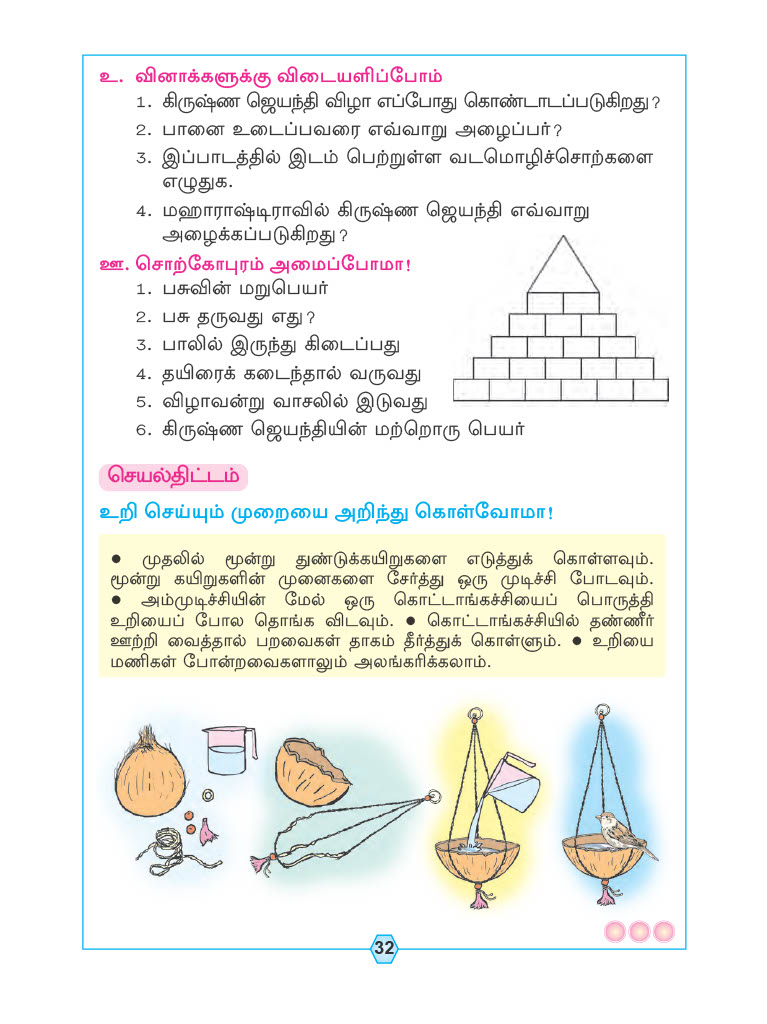 உ. வினாக்களுக்கு விடையளிப்போம்
1. கிருஷ்ண ஜெயந்தி விழா எப்போது கொண்டாடப்படுகிறது?
2. பானை உடைப்பவரை எவ்வாறு அழைப்பர்?
3. இப்பாடத்தில் இடம் பெற்றுள்ள வடமொழிச்சொற்களை
எழுதுக.
4. மஹாராஷ்டிராவில் கிருஷ்ண ஜெயந்தி எவ்வாறு
அழைக்கப்படுகிறது?
ஊ. சொற்கோபுரம் அமைப்போமா!
1. பசுவின் மறுபெயர்
2. பசு தருவது எது?
3. பாலில் இருந்து கிடைப்பது
4. தயிரைக் கடைந்தால் வருவது
5. விழாவன்று வாசலில் இடுவது
6. கிருஷ்ண ஜெயந்தியின் மற்றொரு பெயர்
செயல்திட்டம்
உறி செய்யும் முறையை அறிந்து கொள்வோமா!
● முதலில் மூன்று துண்டுக்கயிறுகளை எடுத்துக் கொள்ளவும்.
மூன்று கயிறுகளின் முனைகளை சேர்த்து ஒரு முடிச்சி போடவும்.
● அம்முடிச்சியின் மேல் ஒரு கொட்டாங்கச்சியைப் பொருத்தி
உறியைப் போல தொங்க விடவும். ● கொட்டாங்கச்சியில் தண்ணீர்
ஊற்றி வைத்தால் பறவைகள் தாகம் தீர்த்துக் கொள்ளும். ● உறியை
மணிகள் போன்றவைகளாலும் அலங்கரிக்கலாம்.
32